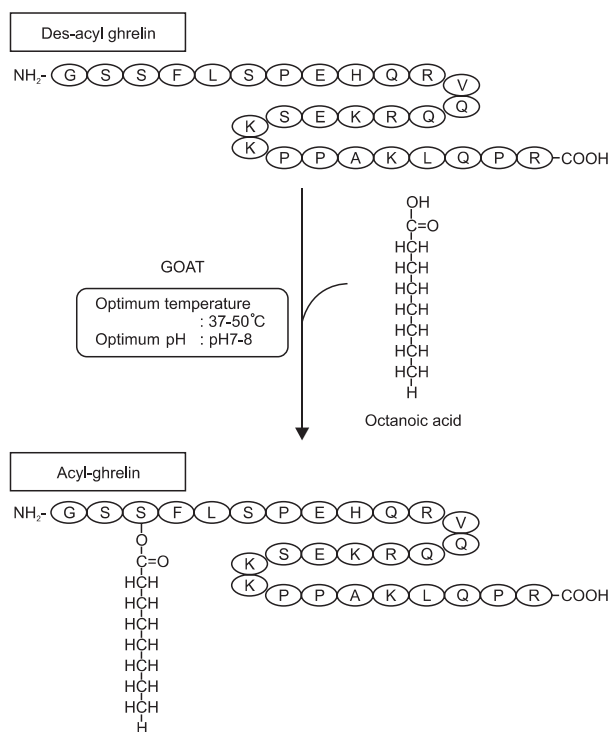 Des-acyl ghrelin
NH2- G S S F L S P E H Q R
V
Q
S E K R Q
K
K
P P A K L Q P R -COOH
OH
C=O
GOAT
HCH
HCH
Optimum temperature
: 37-50°C
HCH
HCH
Optimum pH : pH7-8
HCH
HCH
HCH
H
Octanoic acid
Acyl-ghrelin
NH2- G S S F L S P E H Q R
V
Q
O
S E K R Q
C=O
K
K
HCH
P P A K L Q P R -COOH
HCH
HCH
HCH
HCH
HCH
HCH
H